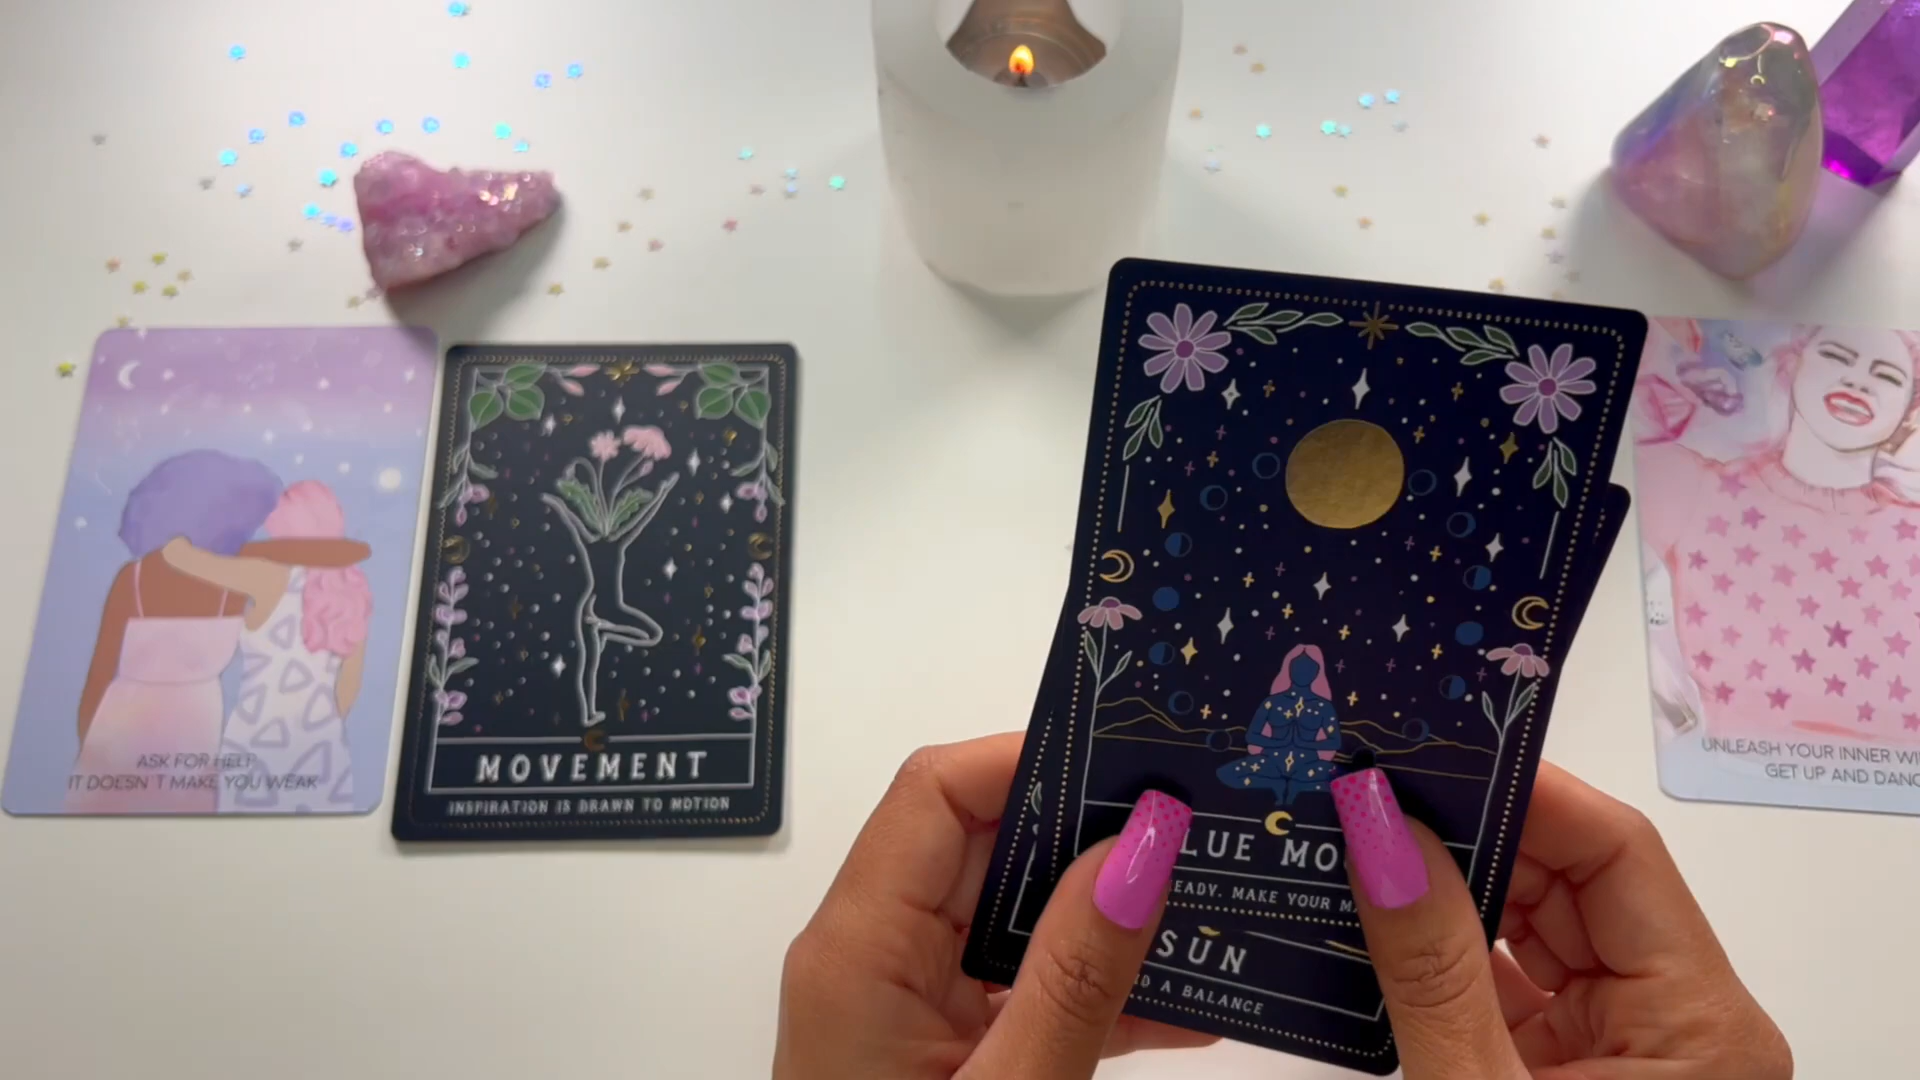 ASK FOR HELP
IT DOESN´T MAKE YOU WEAK
MOVEMENT
INSPIRATION IS DRAWN TO MOTION
LUE MO
EADY. MAKE YOUR M
SUN
A BALANCE
UNLEASH YOUR INNER WI
GET UP AND DANC